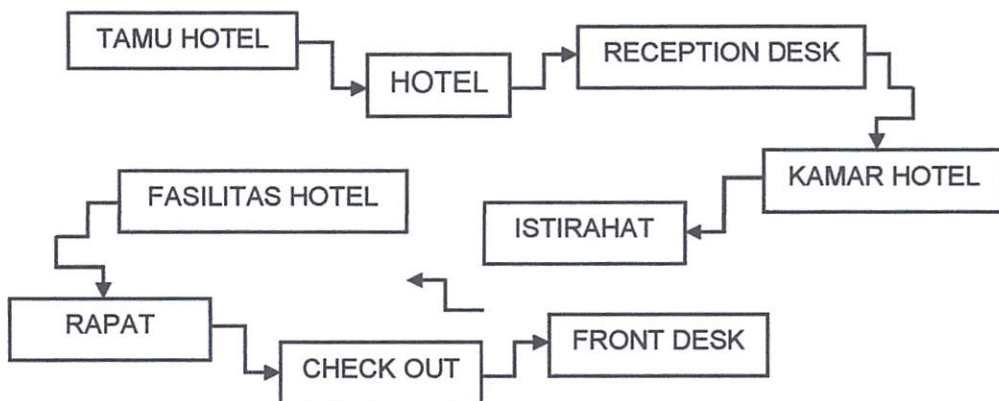 TAMU HOTEL
HOTEL
RECEPTION DESK
KAMAR HOTEL
ISTIRAHAT
FASILITAS HOTEL
RAPAT
CHECK OUT
FRONT DESK